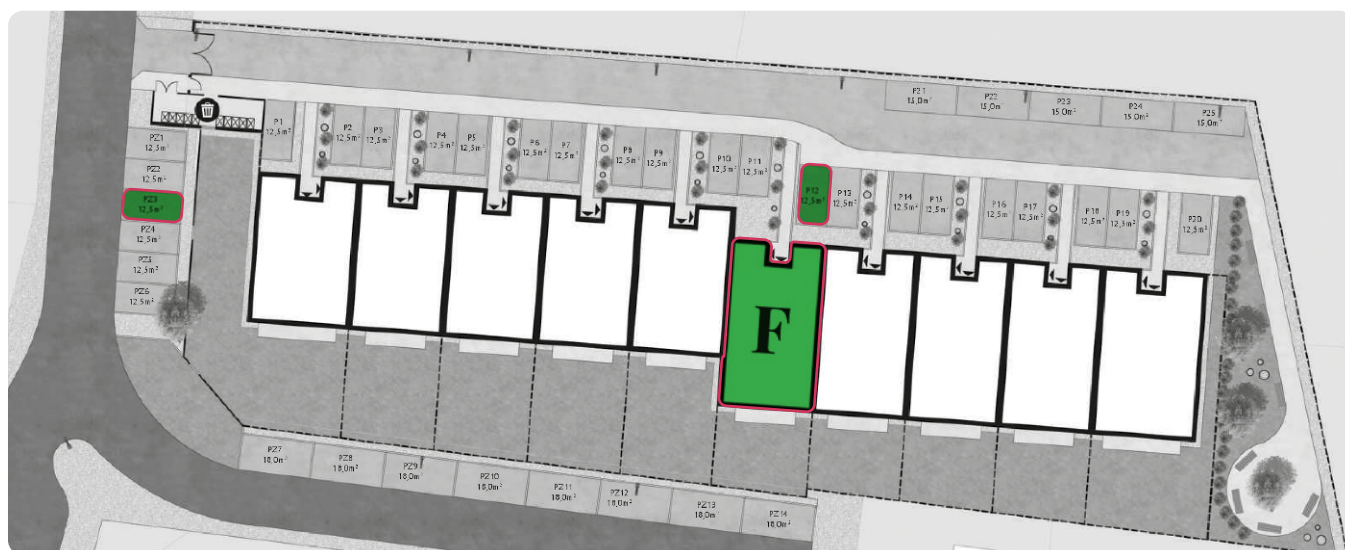 P21
15,0m²
P22
15,0m
P23
15,0m²
P24
15,0m²
P25
15,0m²
P1
12,5m²
P2
12,5m²
P3
12,5m²
P4
12,5m²
P5
12,5m²
P6
12,5m²
P7
12,5m²
P8
12,5m²
P9
12,5m²
P10
12,5m²
P11
12,5m²
P12
12,5m²
P13
12,5m²
P14
12,5m²
P15
12,5m²
P16
12,5m²
P17
12,5m²
P18
12,5m²
P19
12,5m²
P20
12,5m²
PZ1
12,5m²
PZ2
12,5m²
PZ3
12,5m²
PZ4
12,5m²
PZ5
12,5m²
PZ6
12,5m²
F
PZ7
18,0m²
PZ8
18,0m²
PZ9
18,0m²
PZ10
18,0m²
PZ11
18,0m²
PZ12
18,0m²
PZ13
18,0m
PZ14
18,0m²